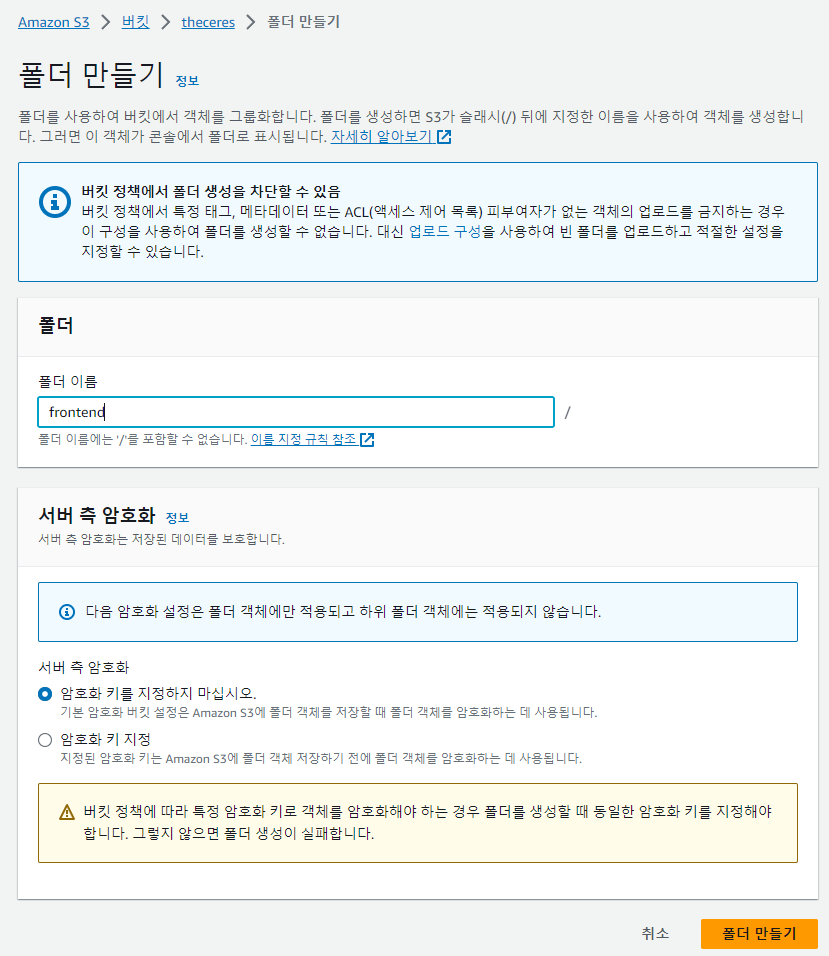 Amazon S3 > 버킷 > theceres > 폴더 만들기
폴더 만들기 정보
폴더를 사용하여 버킷에서 객체를 그룹화합니다. 폴더를 생성하면 S3가 슬래시(/) 뒤에 지정한 이름을 사용하여 객체를 생성합니
다. 그러면 이 객체가 콘솔에서 폴더로 표시됩니다. 자세히 알아보기
버킷 정책에서 폴더 생성을 차단할 수 있음
버킷 정책에서 특정 태그, 메타데이터 또는 ACL(액세스 제어 목록) 피부여자가 없는 객체의 업로드를 금지하는 경우
이 구성을 사용하여 폴더를 생성할 수 없습니다. 대신 업로드 구성을 사용하여 빈 폴더를 업로드하고 적절한 설정을
지정할 수 있습니다.
폴더
폴더 이름
frontend /
폴더 이름에는 '/'를 포함할 수 없습니다. 이름 지정 규칙 참조
서버 측 암호화 정보
서버 측 암호화는 저장된 데이터를 보호합니다.
다음 암호화 설정은 폴더 객체에만 적용되고 하위 폴더 객체에는 적용되지 않습니다.
서버 측 암호화
암호화 키를 지정하지 마십시오.
기본 암호화 버킷 설정은 Amazon S3에 폴더 객체를 저장할 때 폴더 객체를 암호화하는 데 사용됩니다.
암호화 키 지정
지정된 암호화 키는 Amazon S3에 폴더 객체 저장하기 전에 폴더 객체를 암호화하는 데 사용됩니다.
버킷 정책에 따라 특정 암호화 키로 객체를 암호화해야 하는 경우 폴더를 생성할 때 동일한 암호화 키를 지정해야
합니다. 그렇지 않으면 폴더 생성이 실패합니다.
취소 폴더 만들기